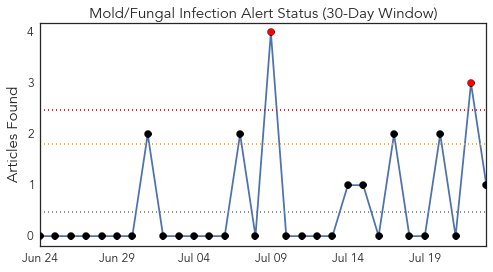 Mold/Fungal Infection Alert Status (30-Day Window)
Articles Found
4
3
2
1
0
Jun 24
Jun 29
Jul 04
Jul 09
Jul 14
Jul 19